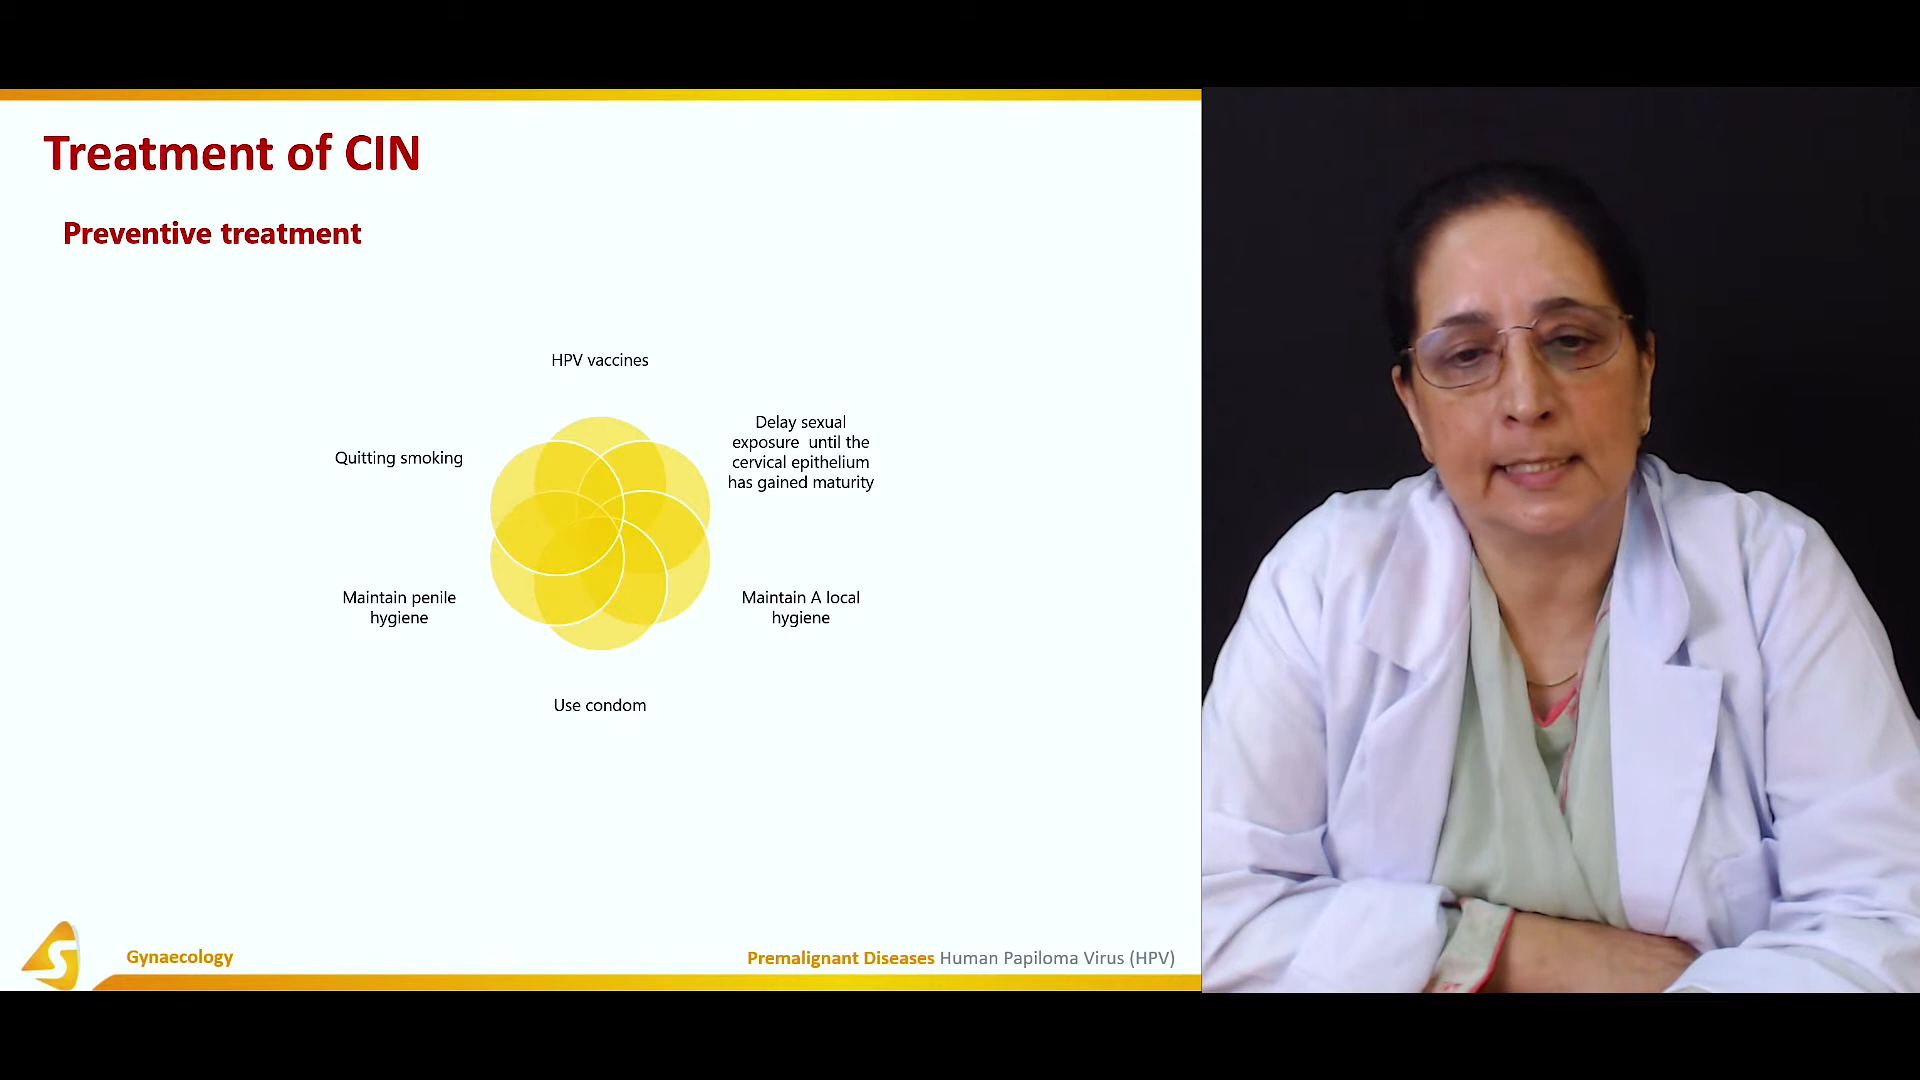 Treatment of CIN
Preventive treatment
HPV vaccines
Delay sexual
exposure until the
cervical epithelium
has gained maturity
Quitting smoking
Maintain penile
hygiene
Maintain A local
hygiene
Use condom
S
Gynaecology
Premalignant Diseases Human Papiloma Virus (HPV)